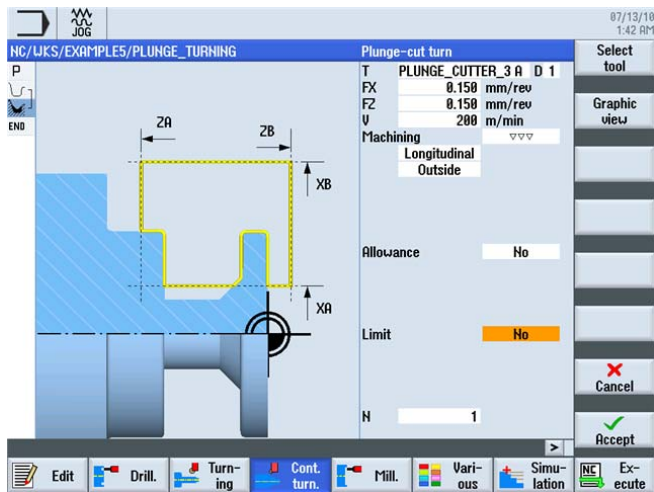 JOG
07/13/10
1:42 AM
NC/WKS/EXAMPLE5/PLUNGE_TURNING
Plunge-cut turn
Select
tool
P
END
T PLUNGE_CUTTER_3 A D 1
FX 0.150 mm/rev
FZ 0.150 mm/rev
V 200 m/min
Machining ▽▽▽
Longitudinal
Outside
Graphic
view
ZA
ZB
XB
XA
Allowance No
Limit No
N 1
Cancel
Accept
>
Edit
Drill.
Turn-
ing
Cont.
turn.
Mill.
Vari-
ous
Simu-
lation
NC
Ex-
ecute